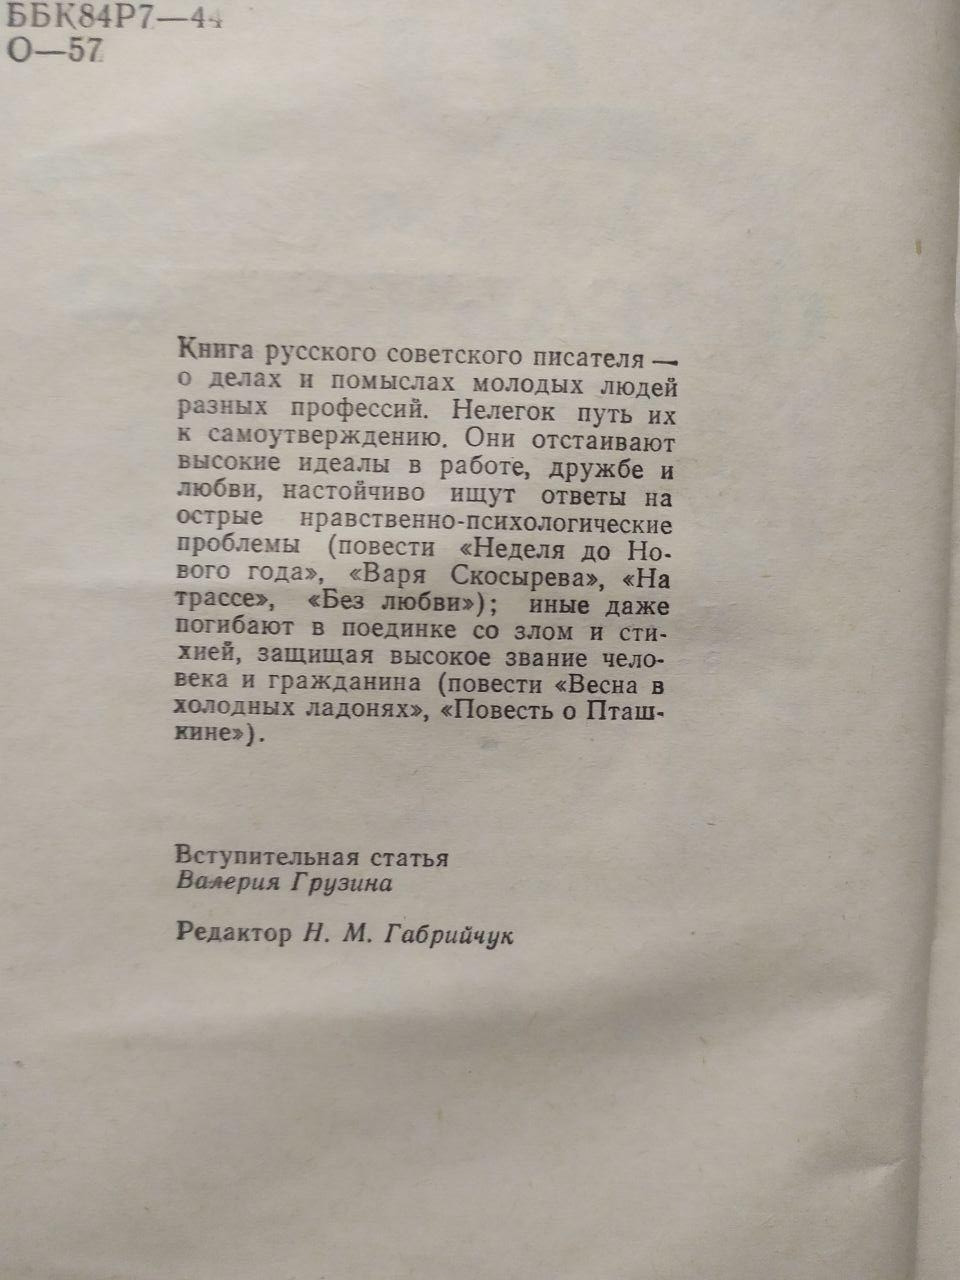 ББК84Р7—44
О—57
Книга русского советского писателя —
о делах и помыслах молодых людей
разных профессий. Нелегок путь их
к самоутверждению. Они отстаивают
высокие идеалы в работе, дружбе и
любви, настойчиво ищут ответы на
острые нравственно-психологические
проблемы (повести «Неделя до Но-
вого года», «Варя Скосырева», «На
трассе», «Без любви»); иные даже
погибают в поединке со злом и сти-
хией, защищая высокое звание чело-
века и гражданина (повести «Весна в
холодных ладонях», «Повесть о Пташ-
кине»).
Вступительная статья
Валерия Грузина
Редактор Н. М. Габрийчук